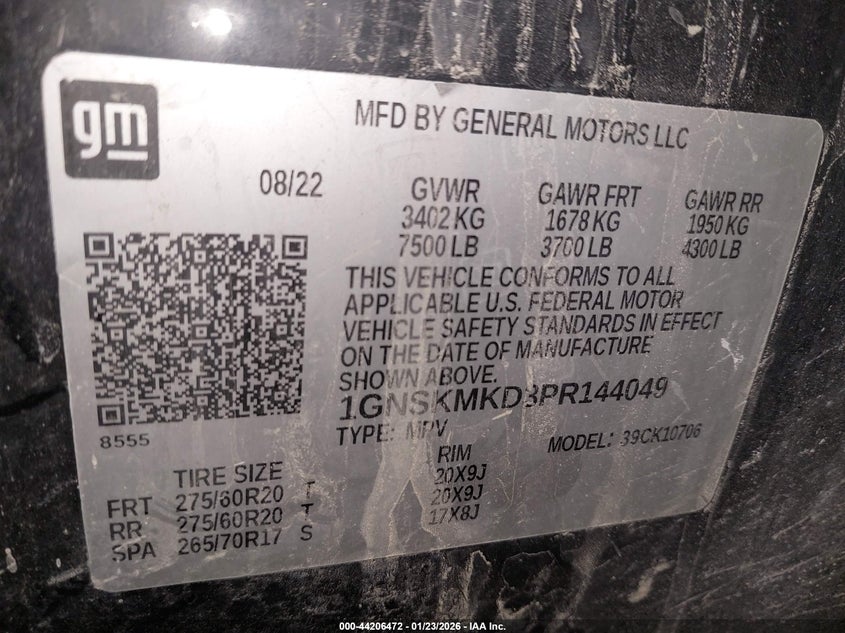 gm
MFD BY GENERAL MOTORS LLC
08/22
GVWR GAWR FRT GAWR RR
3402 KG 1678 KG 1950 KG
7500 LB 3700 LB 4300 LB
THIS VEHICLE CONFORMS TO ALL
APPLICABLE U.S. FEDERAL MOTOR
VEHICLE SAFETY STANDARDS IN EFFECT
ON THE DATE OF MANUFACTURE
SHOWN ABOVE.
1GNSKMKD3PR144049
TYPE: MPV MODEL: 39CK10706
8555
TIRE SIZE RIM
FRT 275/60R20 T 20X9J
RR 275/60R20 T 20X9J
SPA 265/70R17 S 17X8J
000-44206472 - 01/23/2026 - IAA Inc.